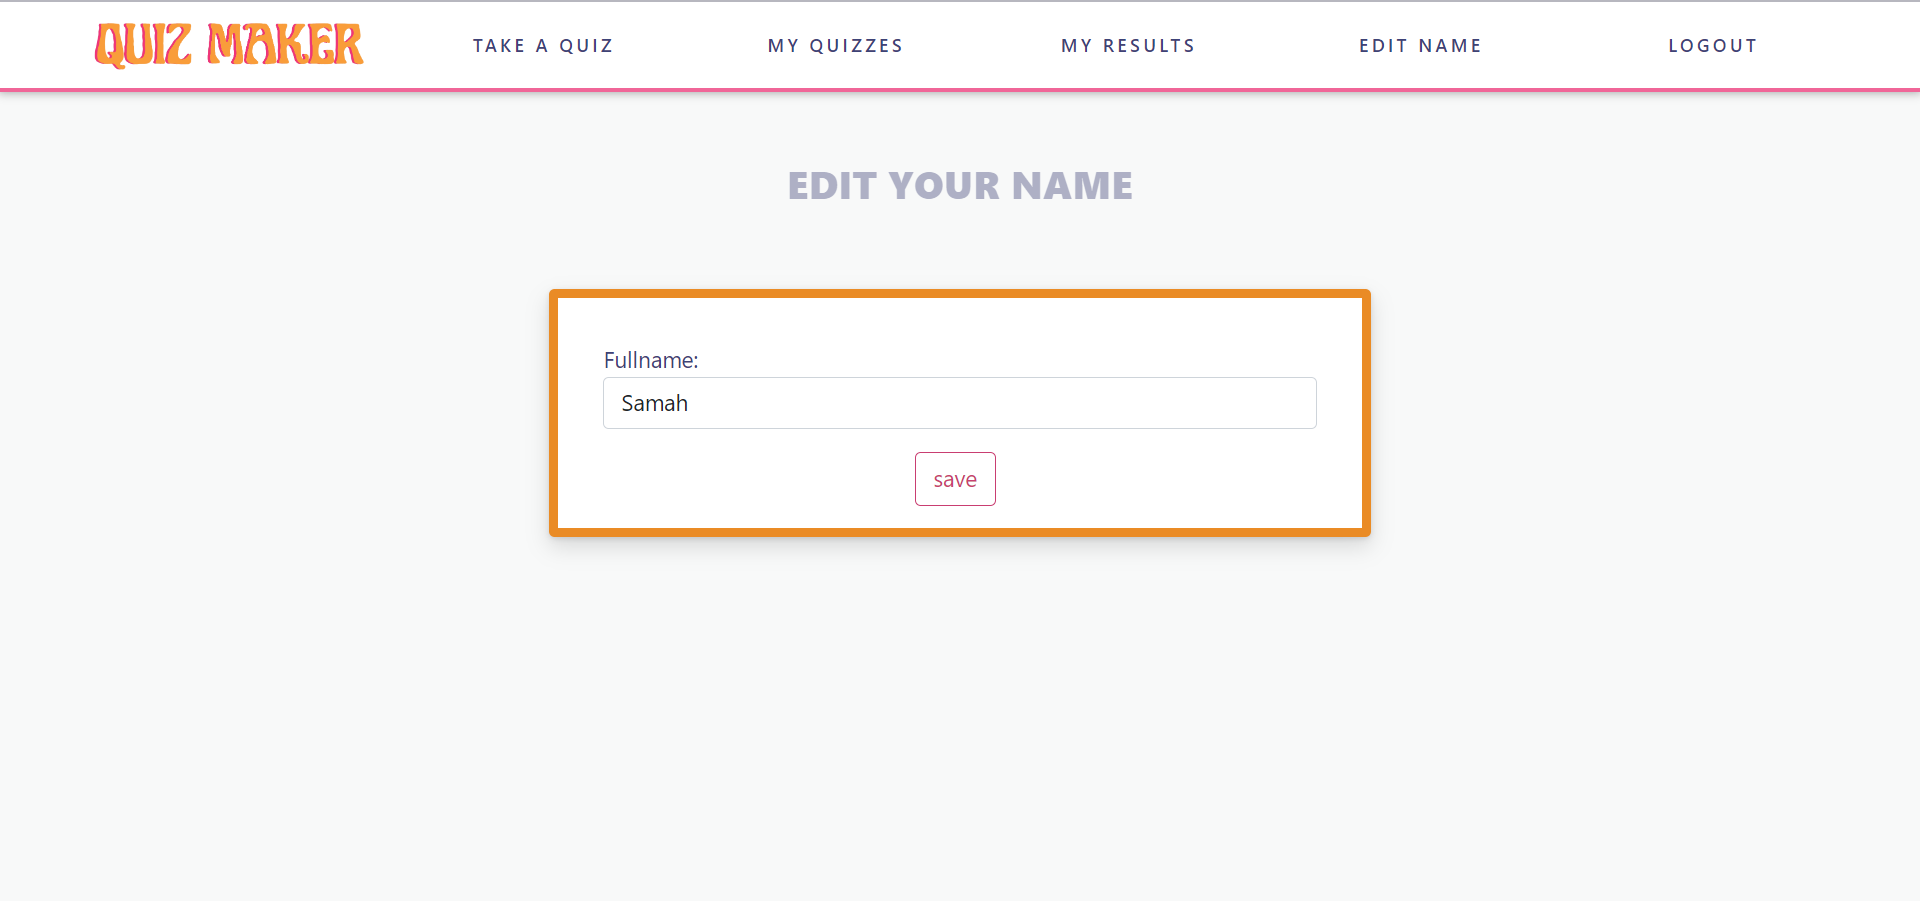 QUIZ MAKER TAKE A QUIZ MY QUIZZES MY RESULTS EDIT NAME LOGOUT
EDIT YOUR NAME
Fullname:
Samah
save